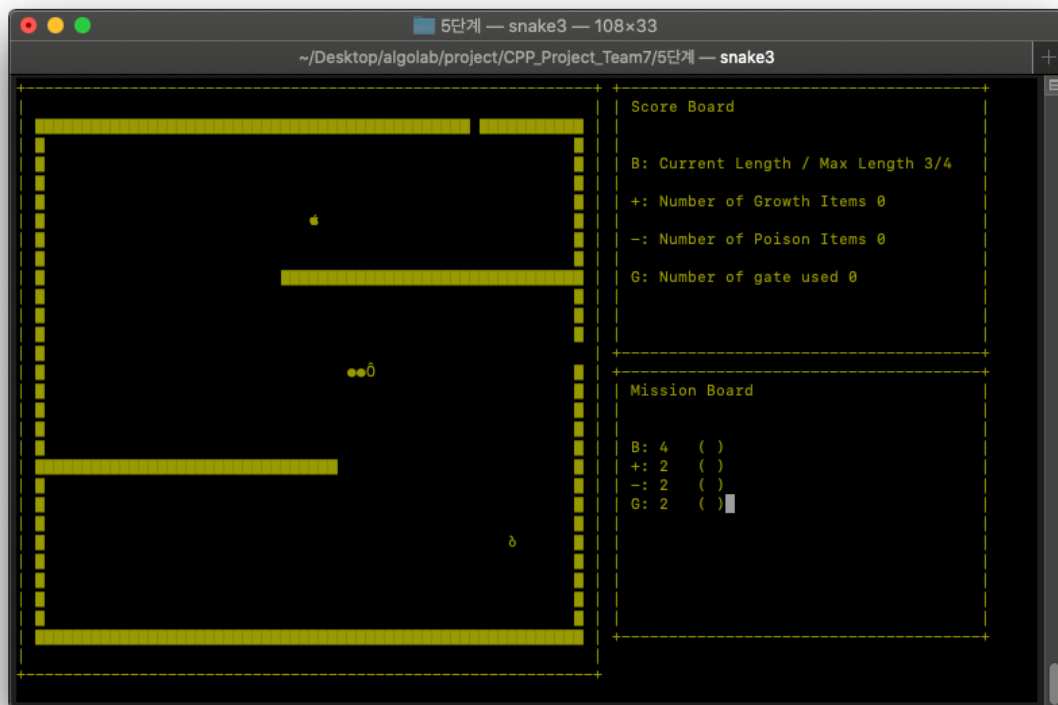 5단계 — snake3 — 108×33
~/Desktop/algolab/project/CPP_Project_Team7/5단계 — snake3
Score Board
B: Current Length / Max Length 3/4
+: Number of Growth Items 0
-: Number of Poison Items 0
G: Number of gate used 0
Mission Board
B: 4 ( )
+: 2 ( )
-: 2 ( )
G: 2 ( )